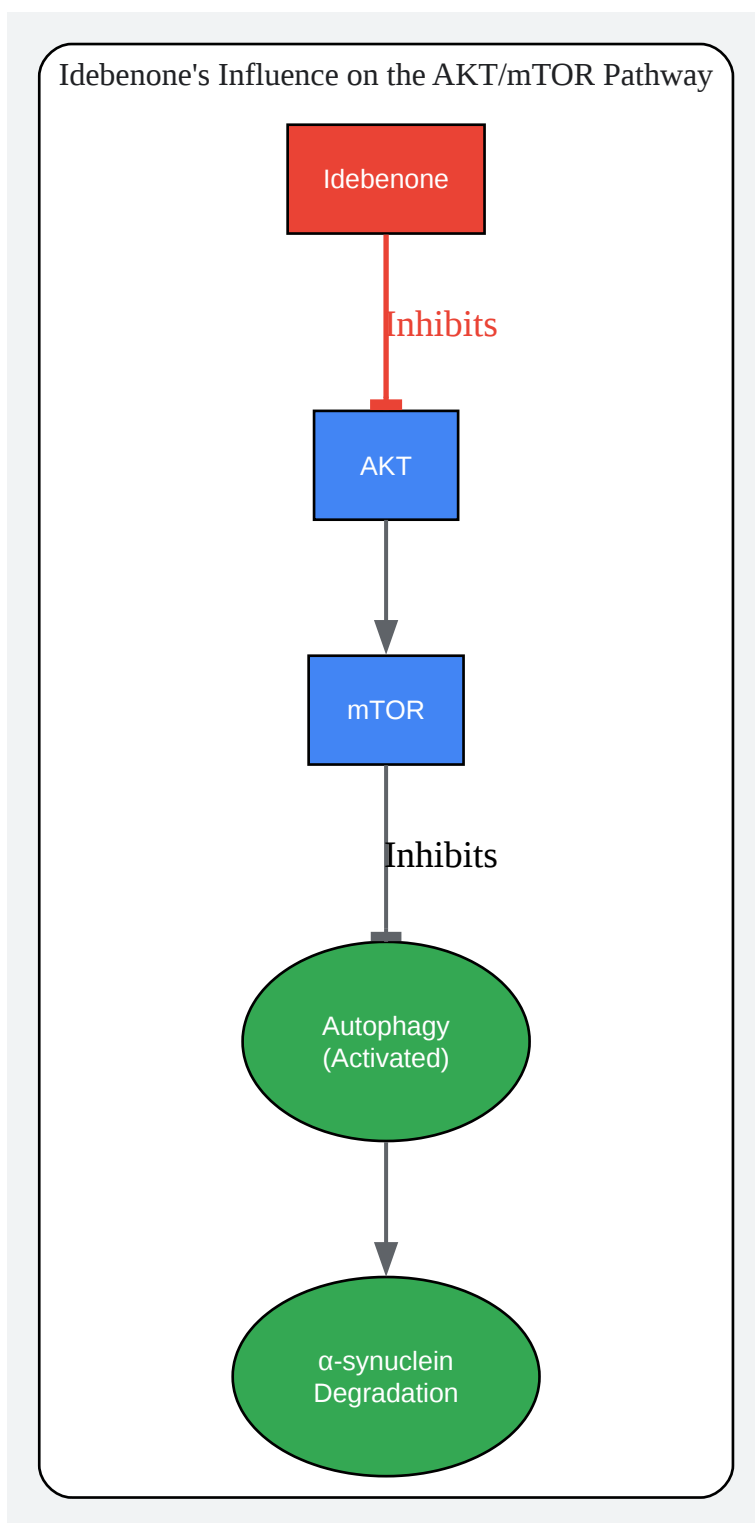 Idebenone's Influence on the AKT/mTOR Pathway
Idebenone
Inhibits
AKT
mTOR
Inhibits
Autophagy
(Activated)
α-synuclein
Degradation